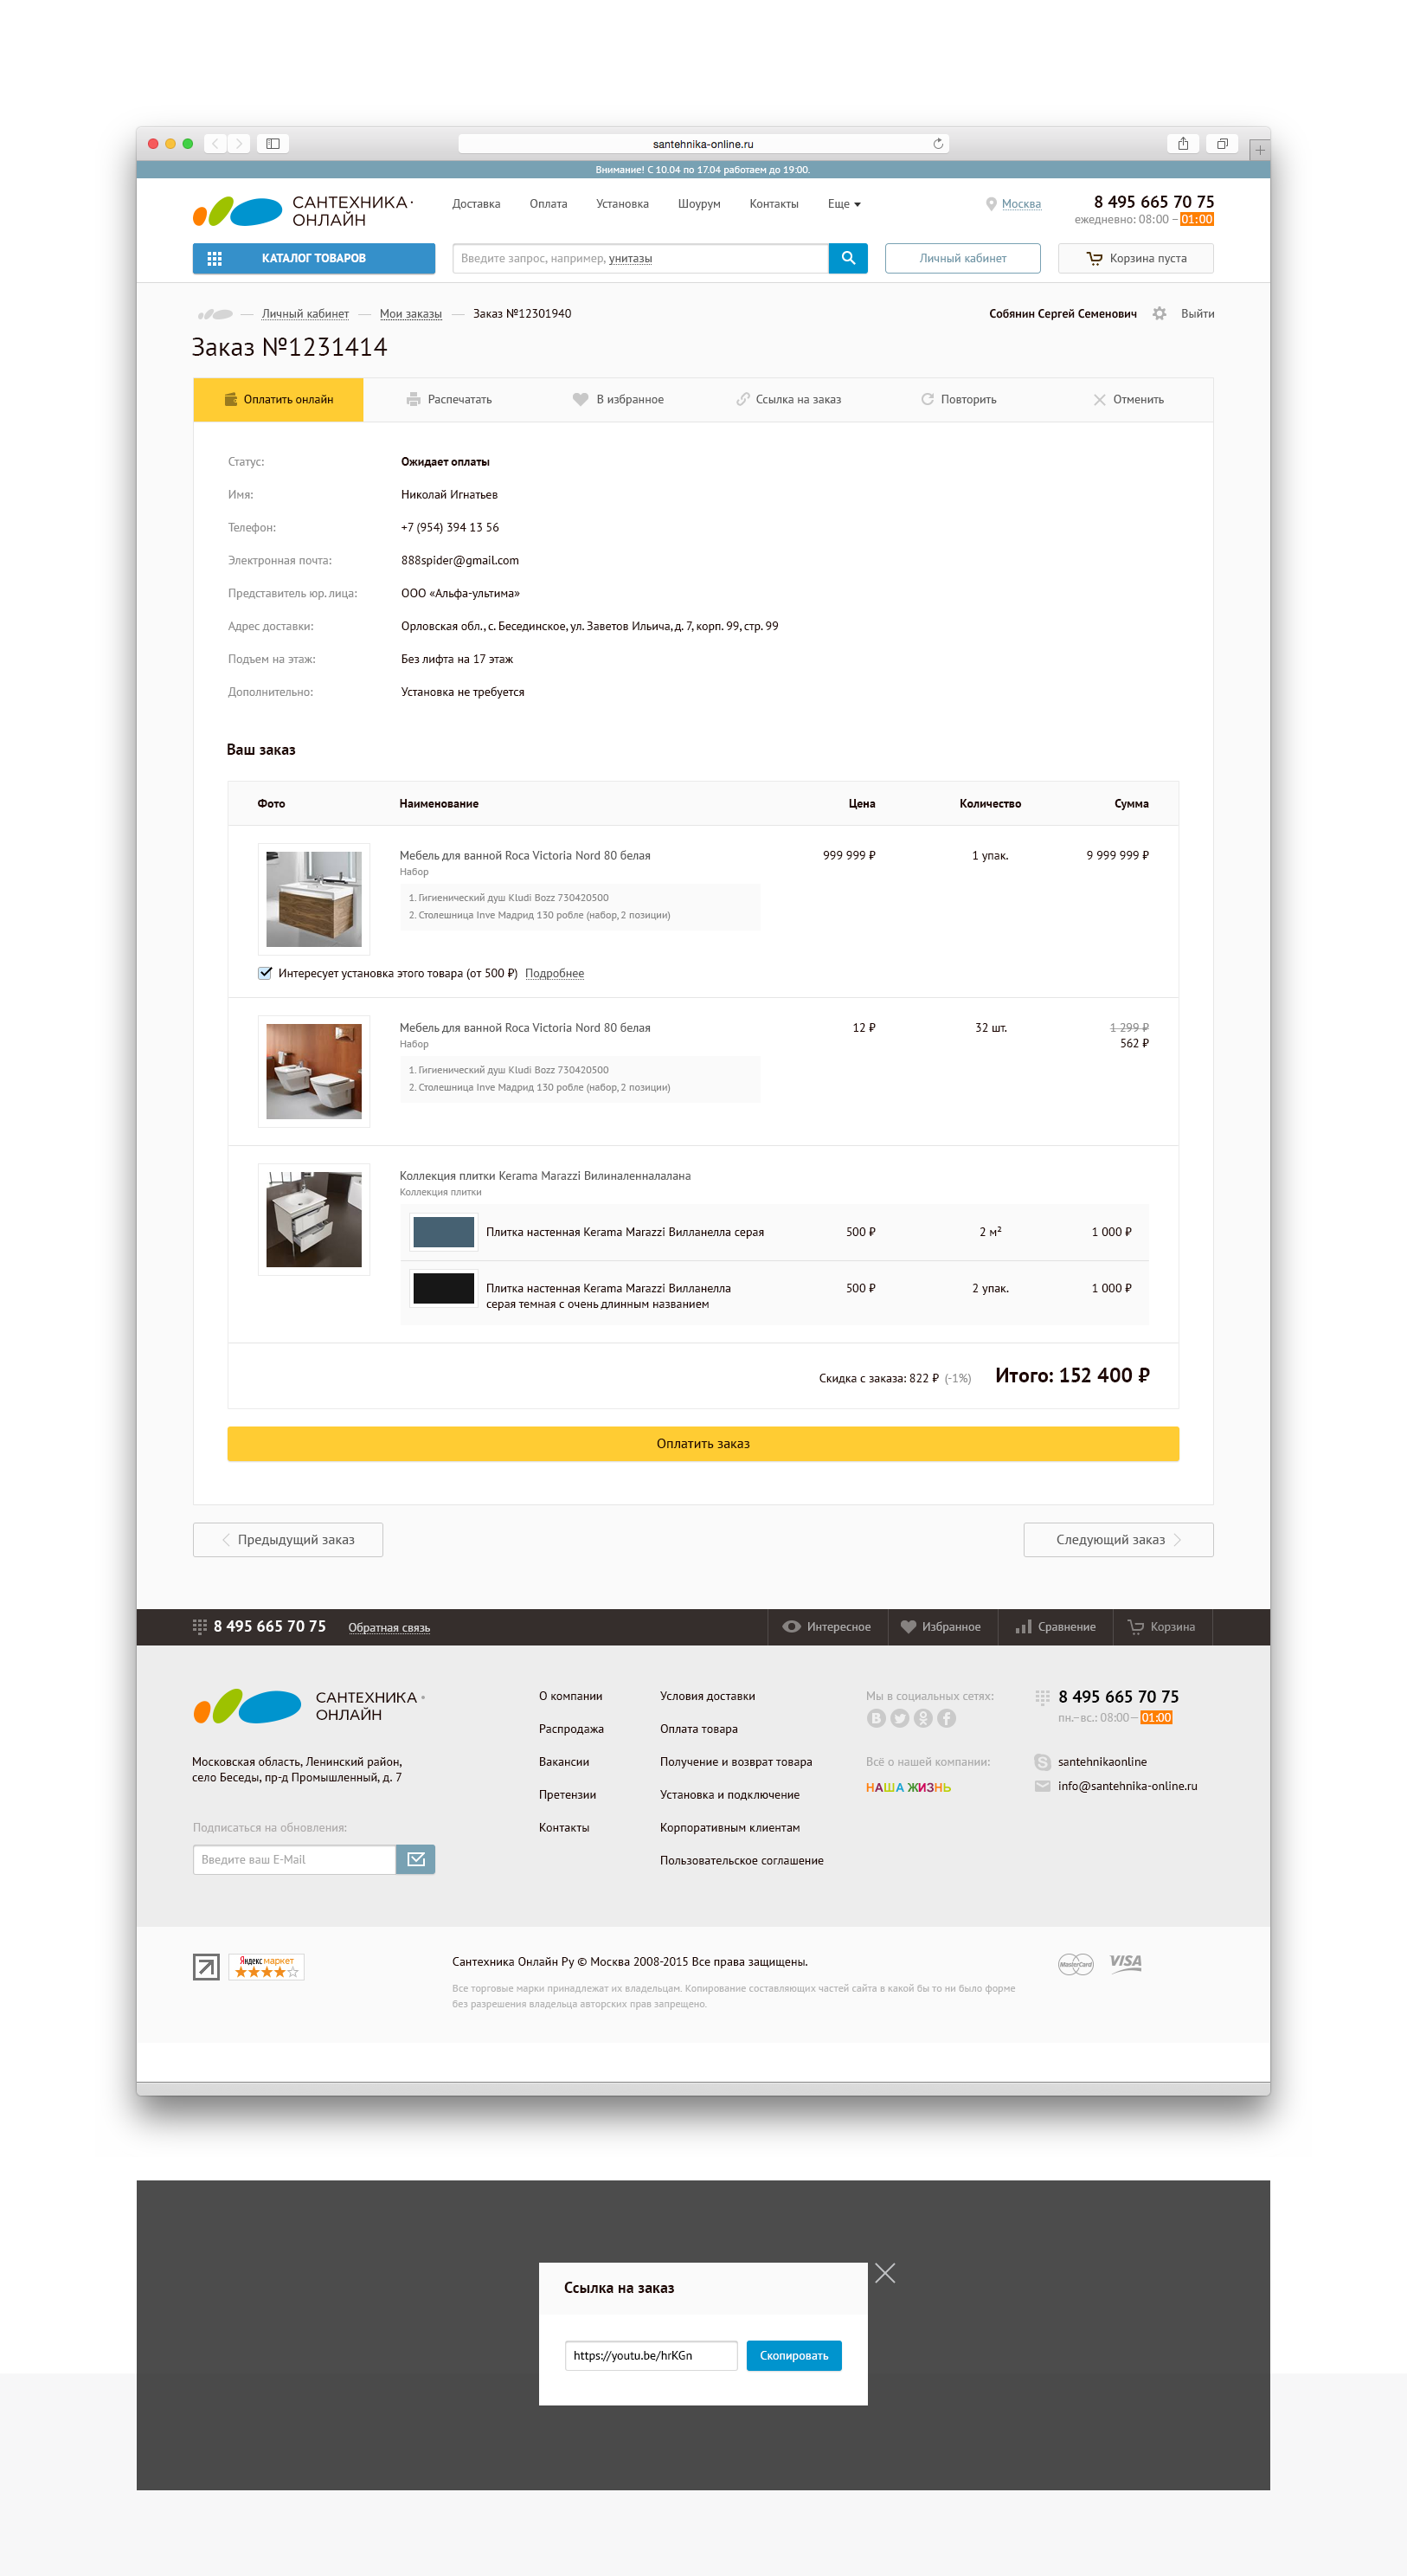 santehnika-online.ru
Внимание! С 10.04 по 17.04 работаем до 19:00.
САНТЕХНИКА·
ОНЛАЙН
Доставка Оплата Установка Шоурум Контакты Еще
Москва
8 495 665 70 75
ежедневно: 08:00 – 01:00
КАТАЛОГ ТОВАРОВ
Введите запрос, например, унитазы
Личный кабинет
Корзина пуста
— Личный кабинет — Мои заказы — Заказ №12301940
Собянин Сергей Семенович Выйти
Заказ №1231414
Оплатить онлайн Распечатать В избранное Ссылка на заказ Повторить Отменить
Статус: Ожидает оплаты
Имя: Николай Игнатьев
Телефон: +7 (954) 394 13 56
Электронная почта: 888spider@gmail.com
Представитель юр. лица: ООО «Альфа-ультима»
Адрес доставки: Орловская обл., с. Бесединское, ул. Заветов Ильича, д. 7, корп. 99, стр. 99
Подъем на этаж: Без лифта на 17 этаж
Дополнительно: Установка не требуется
Ваш заказ
Фото Наименование Цена Количество Сумма
Мебель для ванной Roca Victoria Nord 80 белая 999 999 ₽ 1 упак. 9 999 999 ₽
Набор
1. Гигиенический душ Kludi Bozz 730420500
2. Столешница Inve Мадрид 130 робле (набор, 2 позиции)
Интересует установка этого товара (от 500 ₽) Подробнее
Мебель для ванной Roca Victoria Nord 80 белая 12 ₽ 32 шт. 1 299 ₽
Набор 562 ₽
1. Гигиенический душ Kludi Bozz 730420500
2. Столешница Inve Мадрид 130 робле (набор, 2 позиции)
Коллекция плитки Kerama Marazzi Вилиналенналалана
Коллекция плитки
Плитка настенная Kerama Marazzi Вилланелла серая 500 ₽ 2 м² 1 000 ₽
Плитка настенная Kerama Marazzi Вилланелла 500 ₽ 2 упак. 1 000 ₽
серая темная с очень длинным названием
Скидка с заказа: 822 ₽ (-1%) Итого: 152 400 ₽
Оплатить заказ
Предыдущий заказ Следующий заказ
8 495 665 70 75 Обратная связь Интересное Избранное Сравнение Корзина
САНТЕХНИКА·
ОНЛАЙН
Московская область, Ленинский район,
село Беседы, пр-д Промышленный, д. 7
Подписаться на обновления:
Введите ваш E-Mail
О компании
Распродажа
Вакансии
Претензии
Контакты
Условия доставки
Оплата товара
Получение и возврат товара
Установка и подключение
Корпоративным клиентам
Пользовательское соглашение
Мы в социальных сетях:
Всё о нашей компании:
НАША ЖИЗНЬ
8 495 665 70 75
пн.–вс.: 08:00 – 01:00
santehnikaonline
info@santehnika-online.ru
Яндекс маркет
Сантехника Онлайн Ру © Москва 2008-2015 Все права защищены.
Все торговые марки принадлежат их владельцам. Копирование составляющих частей сайта в какой бы то ни было форме
без разрешения владельца авторских прав запрещено.
MasterCard VISA
Ссылка на заказ
https://youtu.be/hrKGn Скопировать